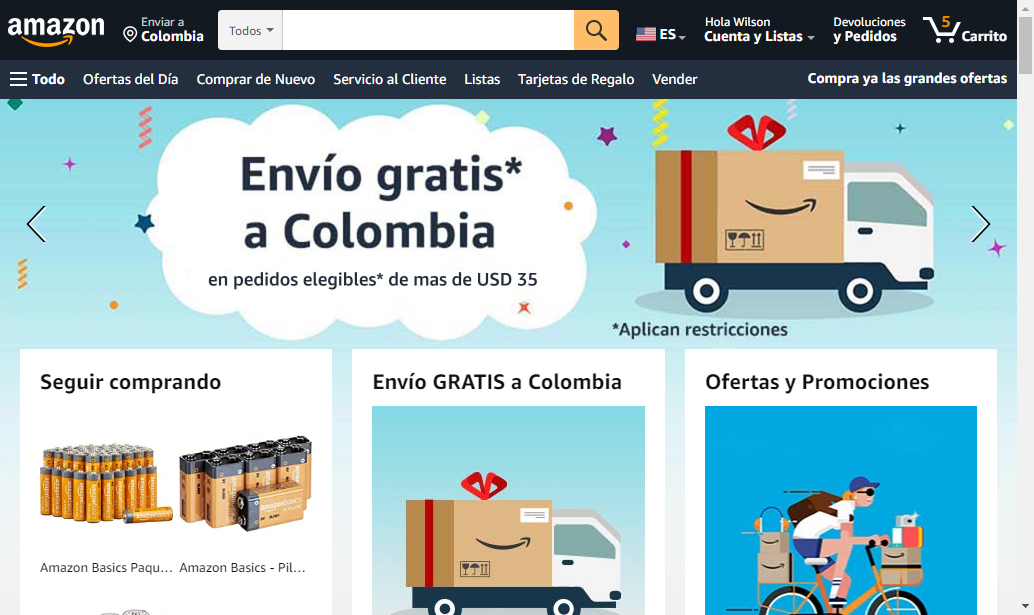 amazon
Enviar a
Colombia
Todos
ES
Hola Wilson
Cuenta y Listas
Devoluciones
y Pedidos
5
Carrito
Todo
Ofertas del Día
Comprar de Nuevo
Servicio al Cliente
Listas
Tarjetas de Regalo
Vender
Compra ya las grandes ofertas
Envío gratis*
a Colombia
en pedidos elegibles* de mas de USD 35
*Aplican restricciones
Seguir comprando
Envío GRATIS a Colombia
Ofertas y Promociones
amazonbasics
Amazon Basics Paqu...
Amazon Basics - Pil...